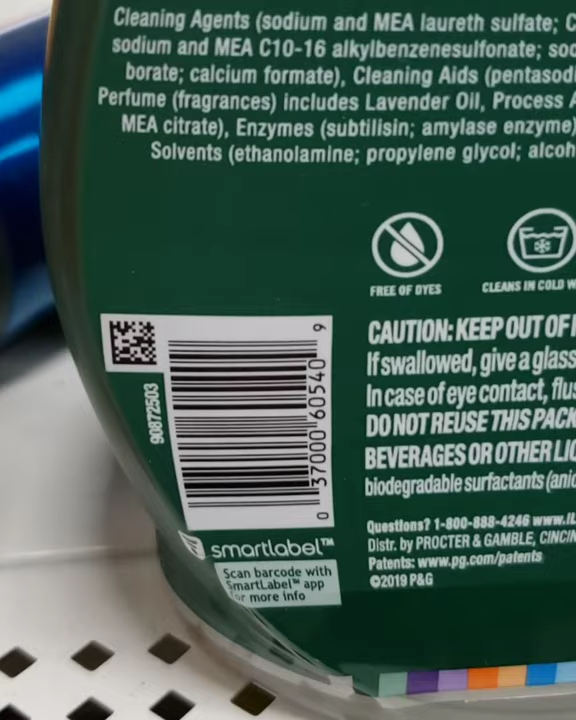 Cleaning Agents (sodium and MEA laureth sulfate; C
sodium and MEA C10-16 alkylbenzenesulfonate; sod
borate; calcium formate), Cleaning Aids (pentasodi
Perfume (fragrances) includes Lavender Oil, Process A
MEA citrate), Enzymes (subtilisin; amylase enzyme)
Solvents (ethanolamine; propylene glycol; alcoh
FREE OF DYES
CLEANS IN COLD W
90872503
0 37000 60540 9
smartlabel™
Scan barcode with
SmartLabel™ app
for more info
CAUTION: KEEP OUT OF
If swallowed, give a glass
In case of eye contact, flus
DO NOT REUSE THIS PACK
BEVERAGES OR OTHER LIQ
biodegradable surfactants (anio
Questions? 1-800-888-4246 www.
Distr. by PROCTER & GAMBLE, CINCIN
Patents: www.pg.com/patents
©2019 P&G